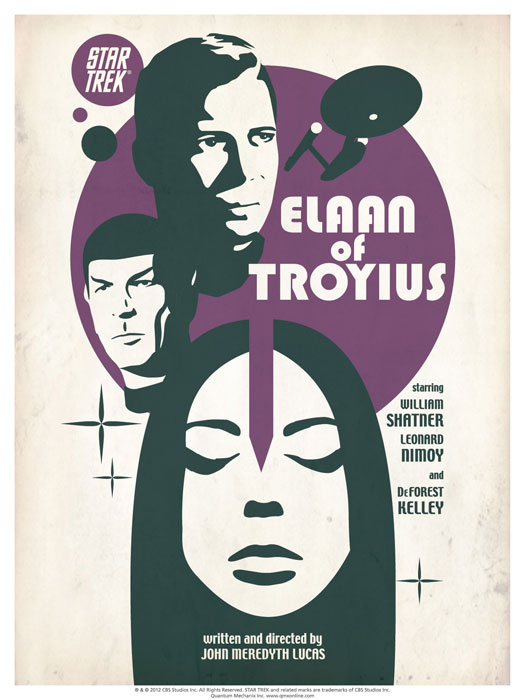 STAR
TREK®
ELAAN
of
TROYIUS
starring
WILLIAM
SHATNER
LEONARD
NIMOY
and
DeFOREST
KELLEY
written and directed by
JOHN MEREDYTH LUCAS
® & © 2012 CBS Studios Inc. All Rights Reserved. STAR TREK and related marks are trademarks of CBS Studios Inc.
Quantum Mechanix Inc. www.qmxonline.com